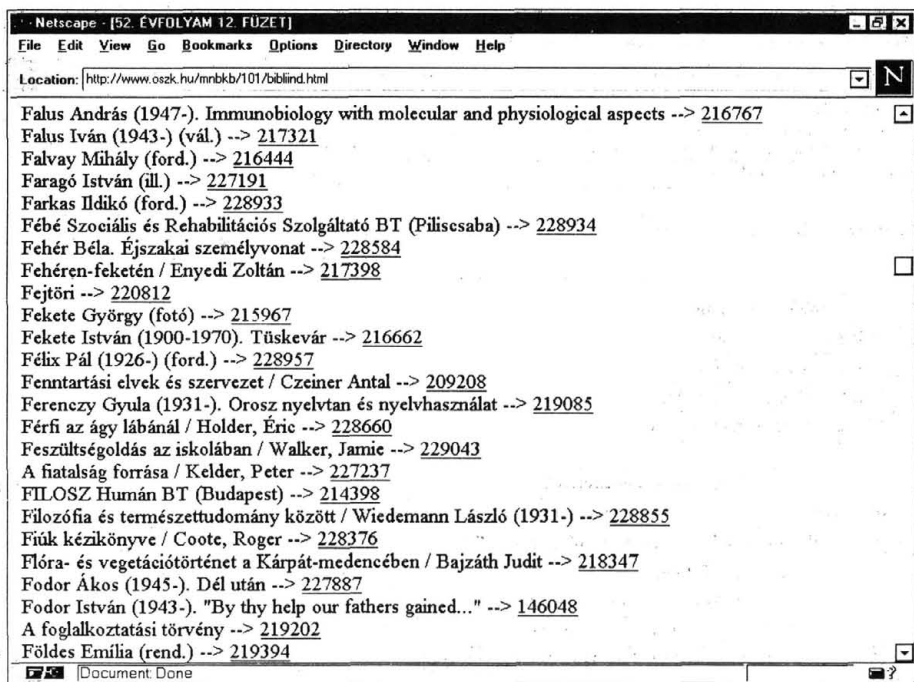 Netscape - [52. ÉVFOLYAM 12. FÜZET]
File Edit View Go Bookmarks Options Directory Window Help
Location: http://www.oszk.hu/mnbkb/101/bibliind.html
N
Falus András (1947-). Immunobiology with molecular and physiological aspects --> 216767
Falus Iván (1943-) (vál.) --> 217321
Falvay Mihály (ford.) --> 216444
Faragó István (ill.) --> 227191
Farkas Ildikó (ford.) --> 228933
Fébé Szociális és Rehabilitációs Szolgáltató BT (Piliscsaba) --> 228934
Fehér Béla. Éjszakai személyvonat --> 228584
Fehéren-feketén / Enyedi Zoltán --> 217398
Fejtöri --> 220812
Fekete György (fotó) --> 215967
Fekete István (1900-1970). Tüskevár --> 216662
Félix Pál (1926-) (ford.) --> 228957
Fenntartási elvek és szervezet / Czeiner Antal --> 209208
Ferenczy Gyula (1931-). Orosz nyelvtan és nyelvhasználat --> 219085
Férfi az ágy lábánál / Holder, Éric --> 228660
Feszültségoldás az iskolában / Walker, Jamie --> 229043
A fiatalság forrása / Kelder, Peter --> 227237
FILOSZ Humán BT (Budapest) --> 214398
Filozófia és természettudomány között / Wiedemann László (1931-) --> 228855
Fiúk kézikönyve / Coote, Roger --> 228376
Flóra- és vegetációtörténet a Kárpát-medencében / Bajzáth Judit --> 218347
Fodor Ákos (1945-). Dél után --> 227887
Fodor István (1943-). "By thy help our fathers gained..." --> 146048
A foglalkoztatási törvény --> 219202
Földes Emília (rend.) --> 219394
Document: Done